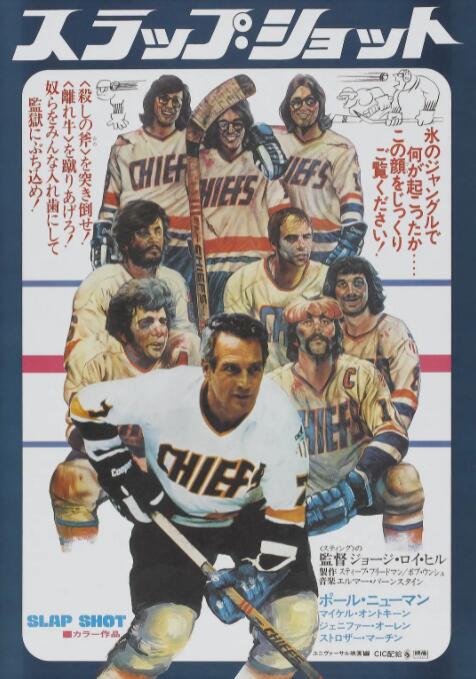 スラップ・ショット
氷のジャングルで
何が起こったか……
この顔をじっくり
ご覧ください！
〈殺しの斧〉を突き倒せ！
〈離れ牛〉を蹴りあげろ！
奴らをみんな入れ歯にして
監獄にぶち込め！
CHIEFS
CHIEFS
CHIEFS
C
CHIEFS
7
Cooper
SLAP SHOT
■カラー作品
〈スティング〉の
監督 ジョージ・ロイ・ヒル
製作 スティーブ・フリードマン/ボブ・ウンシュ
音楽 エルマー・バーンスタイン
ポール・ニューマン
マイケル・オントキーン
ジェニファー・オーレン
ストロザー・マーチン
ユニヴァーサル映画 CIC配給 映倫